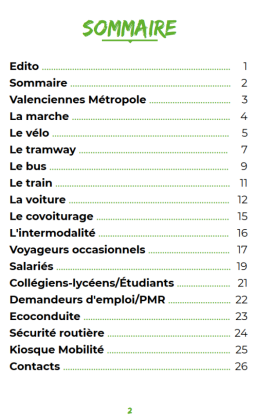 SOMMAIRE
Edito 1
Sommaire 2
Valenciennes Métropole 3
La marche 4
Le vélo 5
Le tramway 7
Le bus 9
Le train 11
La voiture 12
Le covoiturage 15
L'intermodalité 16
Voyageurs occasionnels 17
Salariés 19
Collégiens-lycéens/Étudiants 21
Demandeurs d'emploi/PMR 22
Ecoconduite 23
Sécurité routière 24
Kiosque Mobilité 25
Contacts 26
2